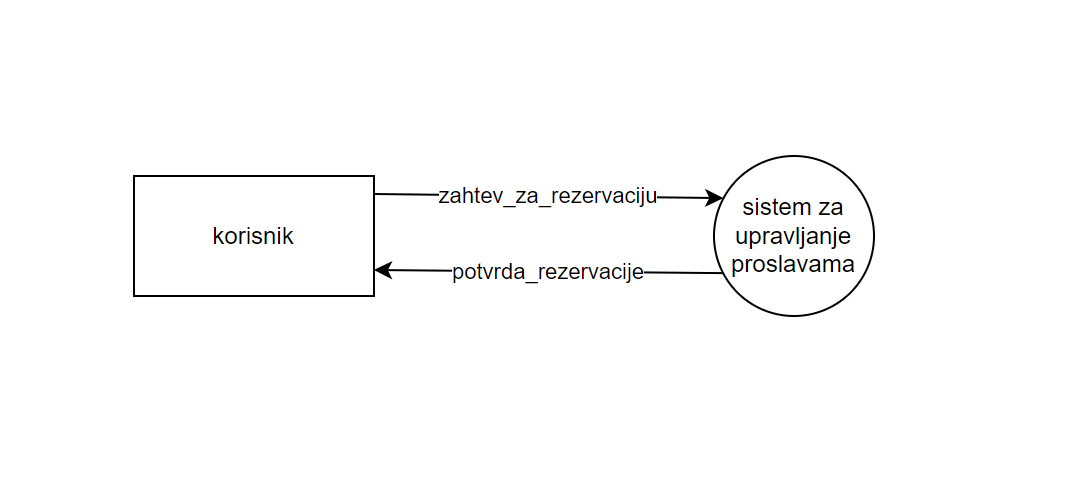 korisnik
zahtev_za_rezervaciju
potvrda_rezervacije
sistem za
upravljanje
proslavama